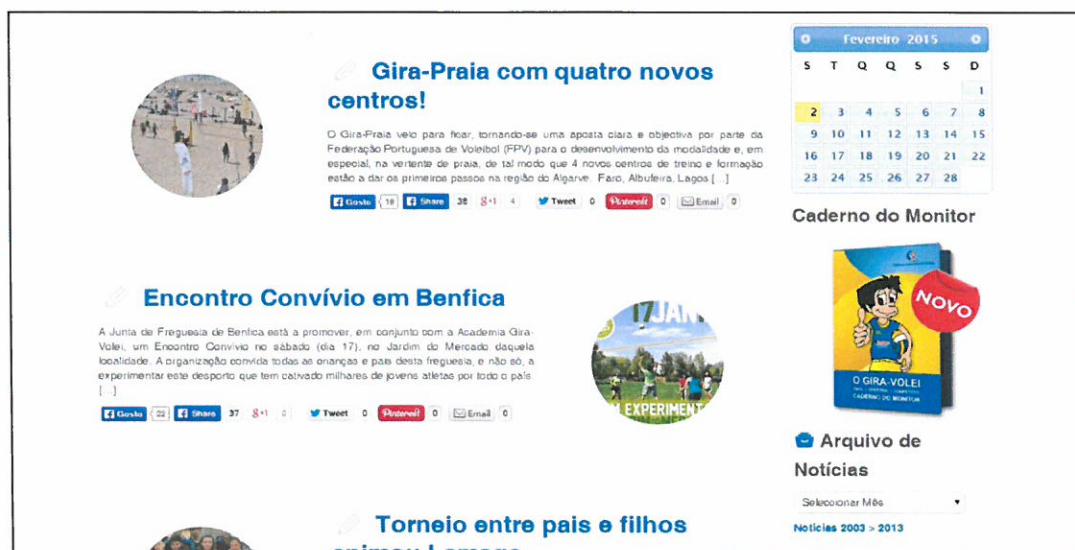 Gira-Praia com quatro novos
centros!
O Gira-Praia veio para ficar, tornando-se uma aposta clara e objectiva por parte da
Federação Portuguesa de Voleibol (FPV) para o desenvolvimento da modalidade e, em
especial, na vertente de praia, de tal modo que 4 novos centros de treino e formação
estão a dar os primeiros passos na região do Algarve. Faro, Albufeira, Lagos [...]
Gosto 18 Share 38 g+1 4 Tweet 0 Pinterest 0 Email 0
Encontro Convívio em Benfica
A Junta de Freguesia de Benfica está a promover, em conjunto com a Academia Gira-
Volei, um Encontro Convívio no sábado (dia 17), no Jardim do Mercado daquela
localidade. A organização convida todas as crianças e pais desta freguesia, e não só, a
experimentar este desporto que tem cativado milhares de jovens atletas por todo o país.
[...]
Gosto 22 Share 37 g+1 0 Tweet 0 Pinterest 0 Email 0
17JAN
EXPERIMENT
Torneio entre pais e filhos
animou Lamego
Fevereiro 2015
S T Q Q S S D
1
2 3 4 5 6 7 8
9 10 11 12 13 14 15
16 17 18 19 20 21 22
23 24 25 26 27 28
Caderno do Monitor
NOVO
O GIRA-VOLEI
CADERNO DO MONITOR
Arquivo de
Notícias
Seleccionar Mês
Notícias 2003 > 2013